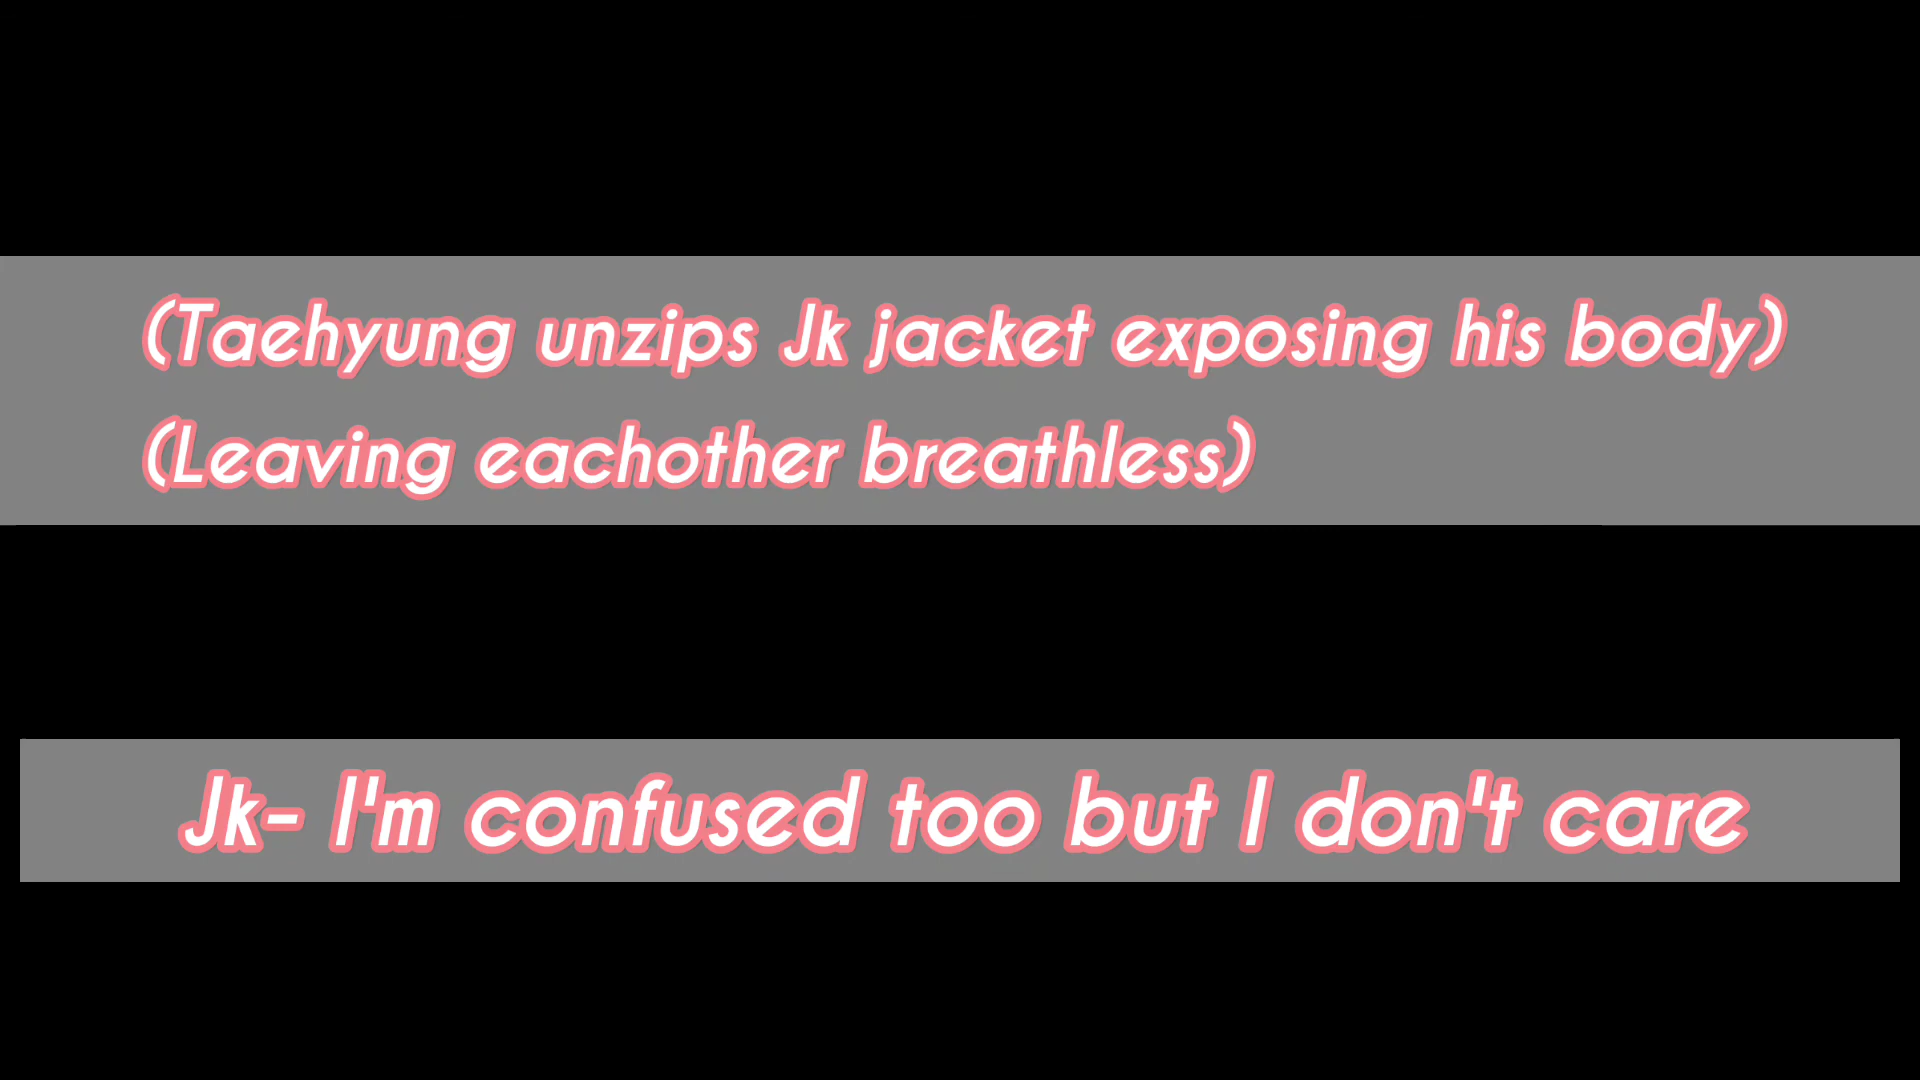 (Taehyung unzips Jk jacket exposing his body)
(Leaving eachother breathless)
Jk- I'm confused too but I don't care